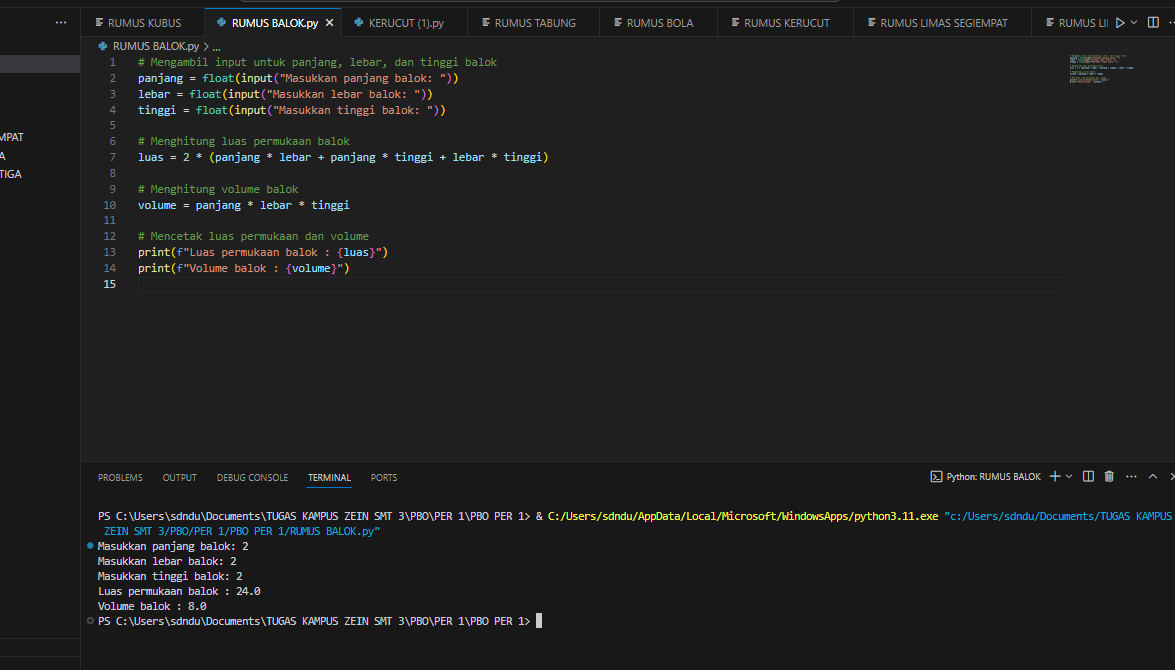 RUMUS KUBUS RUMUS BALOK.py KERUCUT (1).py RUMUS TABUNG RUMUS BOLA RUMUS KERUCUT RUMUS LIMAS SEGIEMPAT RUMUS LI
RUMUS BALOK.py > ...
1 # Mengambil input untuk panjang, lebar, dan tinggi balok
2 panjang = float(input("Masukkan panjang balok: "))
3 lebar = float(input("Masukkan lebar balok: "))
4 tinggi = float(input("Masukkan tinggi balok: "))
5
6 # Menghitung luas permukaan balok
7 luas = 2 * (panjang * lebar + panjang * tinggi + lebar * tinggi)
8
9 # Menghitung volume balok
10 volume = panjang * lebar * tinggi
11
12 # Mencetak luas permukaan dan volume
13 print(f"Luas permukaan balok : {luas}")
14 print(f"Volume balok : {volume}")
15
MPAT
A
TIGA
PROBLEMS OUTPUT DEBUG CONSOLE TERMINAL PORTS Python: RUMUS BALOK
PS C:\Users\sdndu\Documents\TUGAS KAMPUS ZEIN SMT 3\PBO\PER 1\PBO PER 1> & C:/Users/sdndu/AppData/Local/Microsoft/WindowsApps/python3.11.exe "c:/Users/sdndu/Documents/TUGAS KAMPUS
ZEIN SMT 3/PBO/PER 1/PBO PER 1/RUMUS BALOK.py"
Masukkan panjang balok: 2
Masukkan lebar balok: 2
Masukkan tinggi balok: 2
Luas permukaan balok : 24.0
Volume balok : 8.0
PS C:\Users\sdndu\Documents\TUGAS KAMPUS ZEIN SMT 3\PBO\PER 1\PBO PER 1>